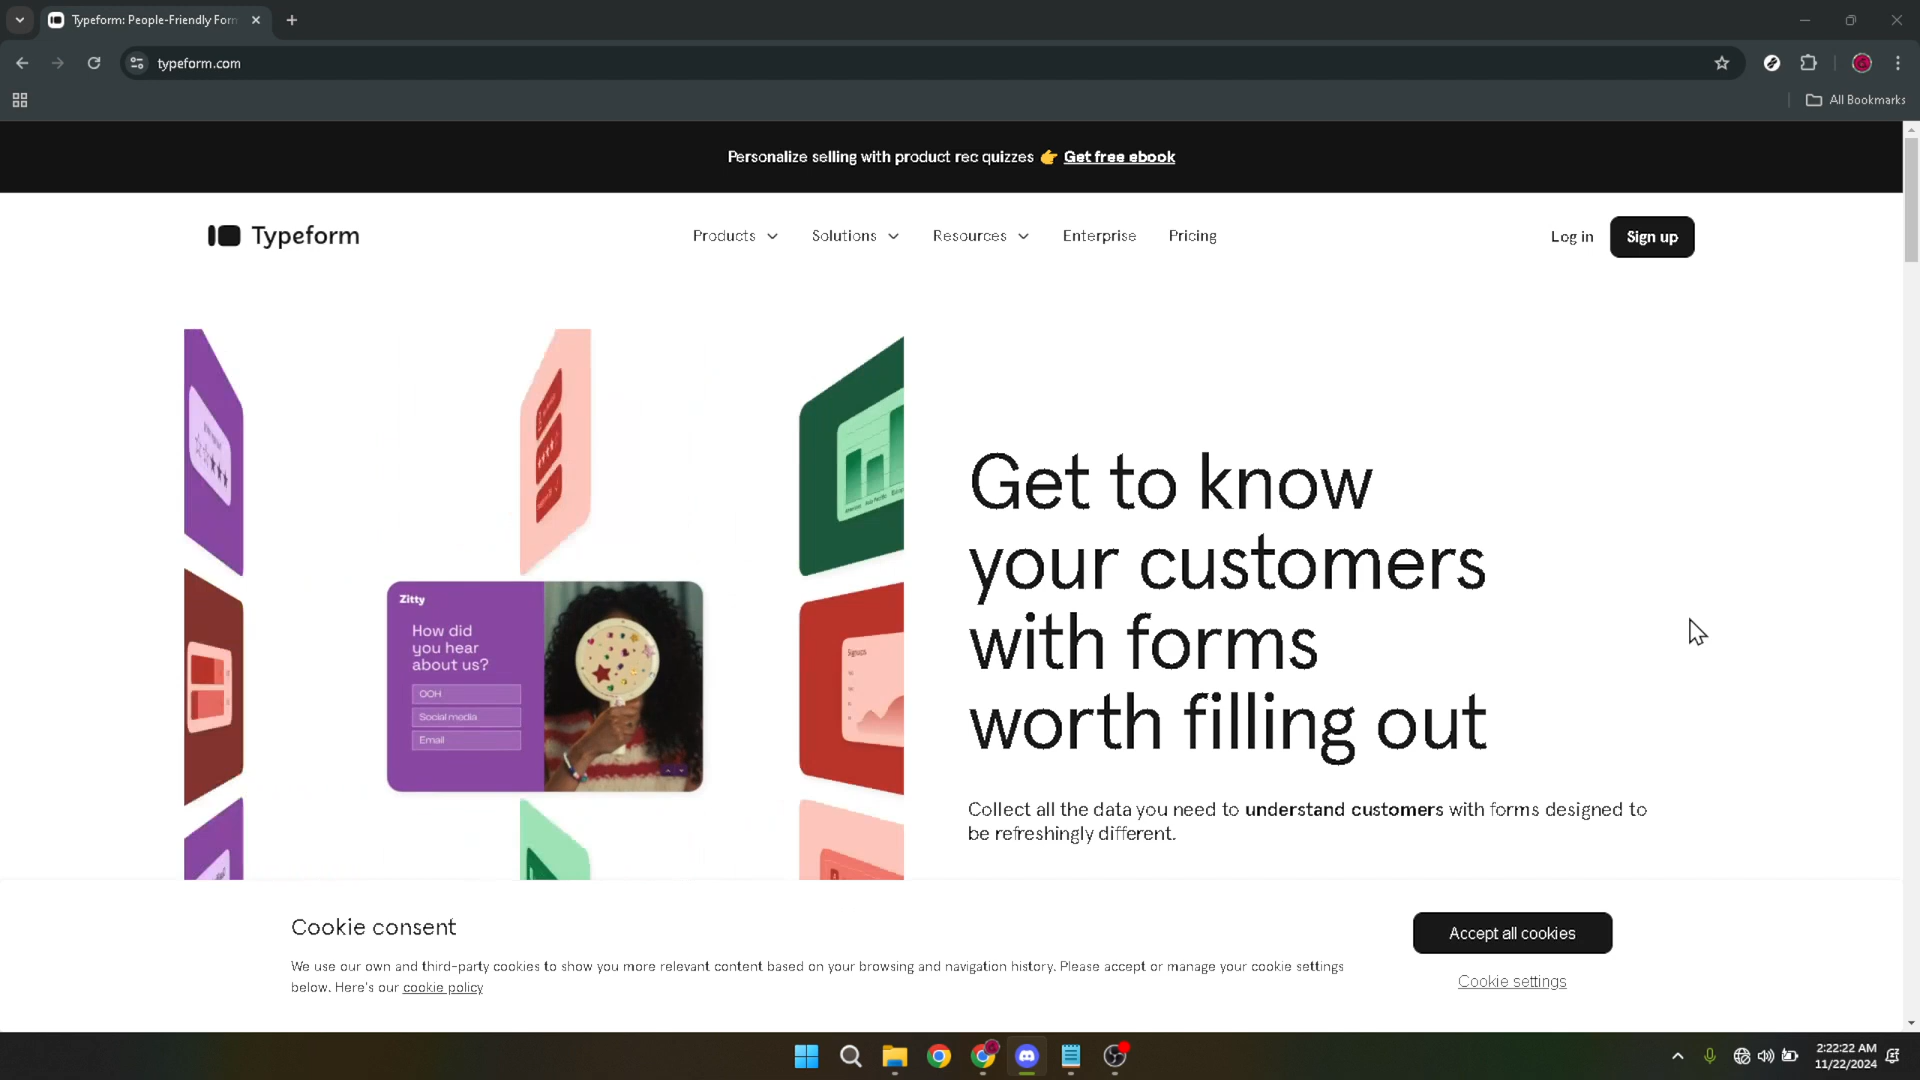 Typeform: People-Friendly For
typeform.com
All Bookmarks
Personalize selling with product rec quizzes 👉 Get free ebook
Typeform
Products
Solutions
Resources
Enterprise
Pricing
Log in
Sign up
Get to know
your customers
with forms
worth filling out
Zitty
How did
you hear
about us?
OOH
Social media
Email
Signups
Collect all the data you need to understand customers with forms designed to
be refreshingly different.
Cookie consent
We use our own and third-party cookies to show you more relevant content based on your browsing and navigation history. Please accept or manage your cookie settings
below. Here's our cookie policy
Accept all cookies
Cookie settings
2:22:22 AM
11/22/2024